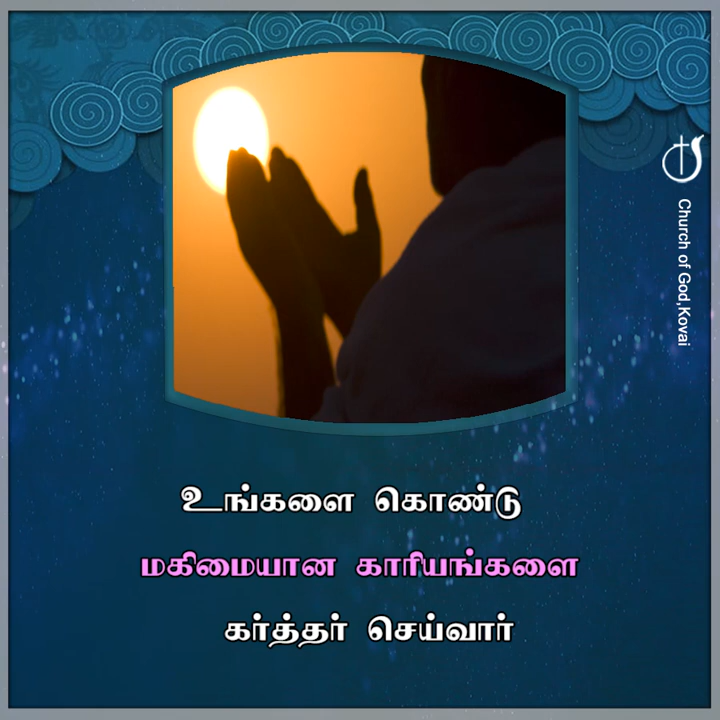 Church of God,Kovai
உங்களை கொண்டு
மகிமையான காரியங்களை
கர்த்தர் செய்வார்